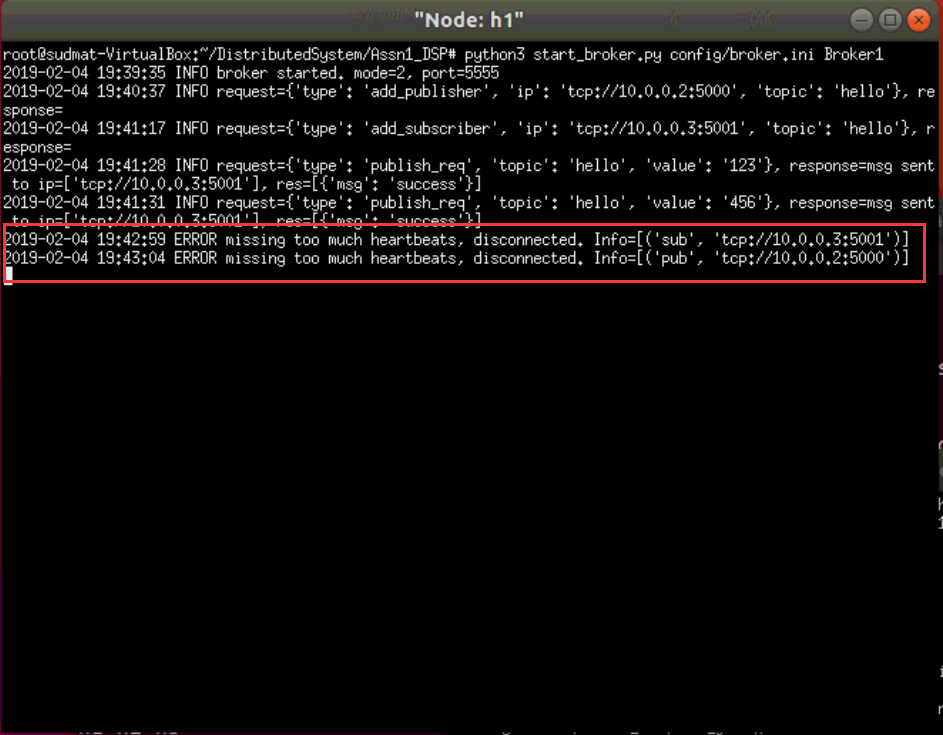 "Node: h1"
root@sudmat-VirtualBox:~/DistributedSystem/Assn1_DSP# python3 start_broker.py config/broker.ini Broker1
2019-02-04 19:39:35 INFO broker started. mode=2, port=5555
2019-02-04 19:40:37 INFO request={'type': 'add_publisher', 'ip': 'tcp://10.0.0.2:5000', 'topic': 'hello'}, re
sponse=
2019-02-04 19:41:17 INFO request={'type': 'add_subscriber', 'ip': 'tcp://10.0.0.3:5001', 'topic': 'hello'}, r
esponse=
2019-02-04 19:41:28 INFO request={'type': 'publish_req', 'topic': 'hello', 'value': '123'}, response=msg sent
 to ip=['tcp://10.0.0.3:5001'], res=[{'msg': 'success'}]
2019-02-04 19:41:31 INFO request={'type': 'publish_req', 'topic': 'hello', 'value': '456'}, response=msg sent
 to ip=['tcp://10.0.0.3:5001'], res=[{'msg': 'success'}]
2019-02-04 19:42:59 ERROR missing too much heartbeats, disconnected. Info=[('sub', 'tcp://10.0.0.3:5001')]
2019-02-04 19:43:04 ERROR missing too much heartbeats, disconnected. Info=[('pub', 'tcp://10.0.0.2:5000')]